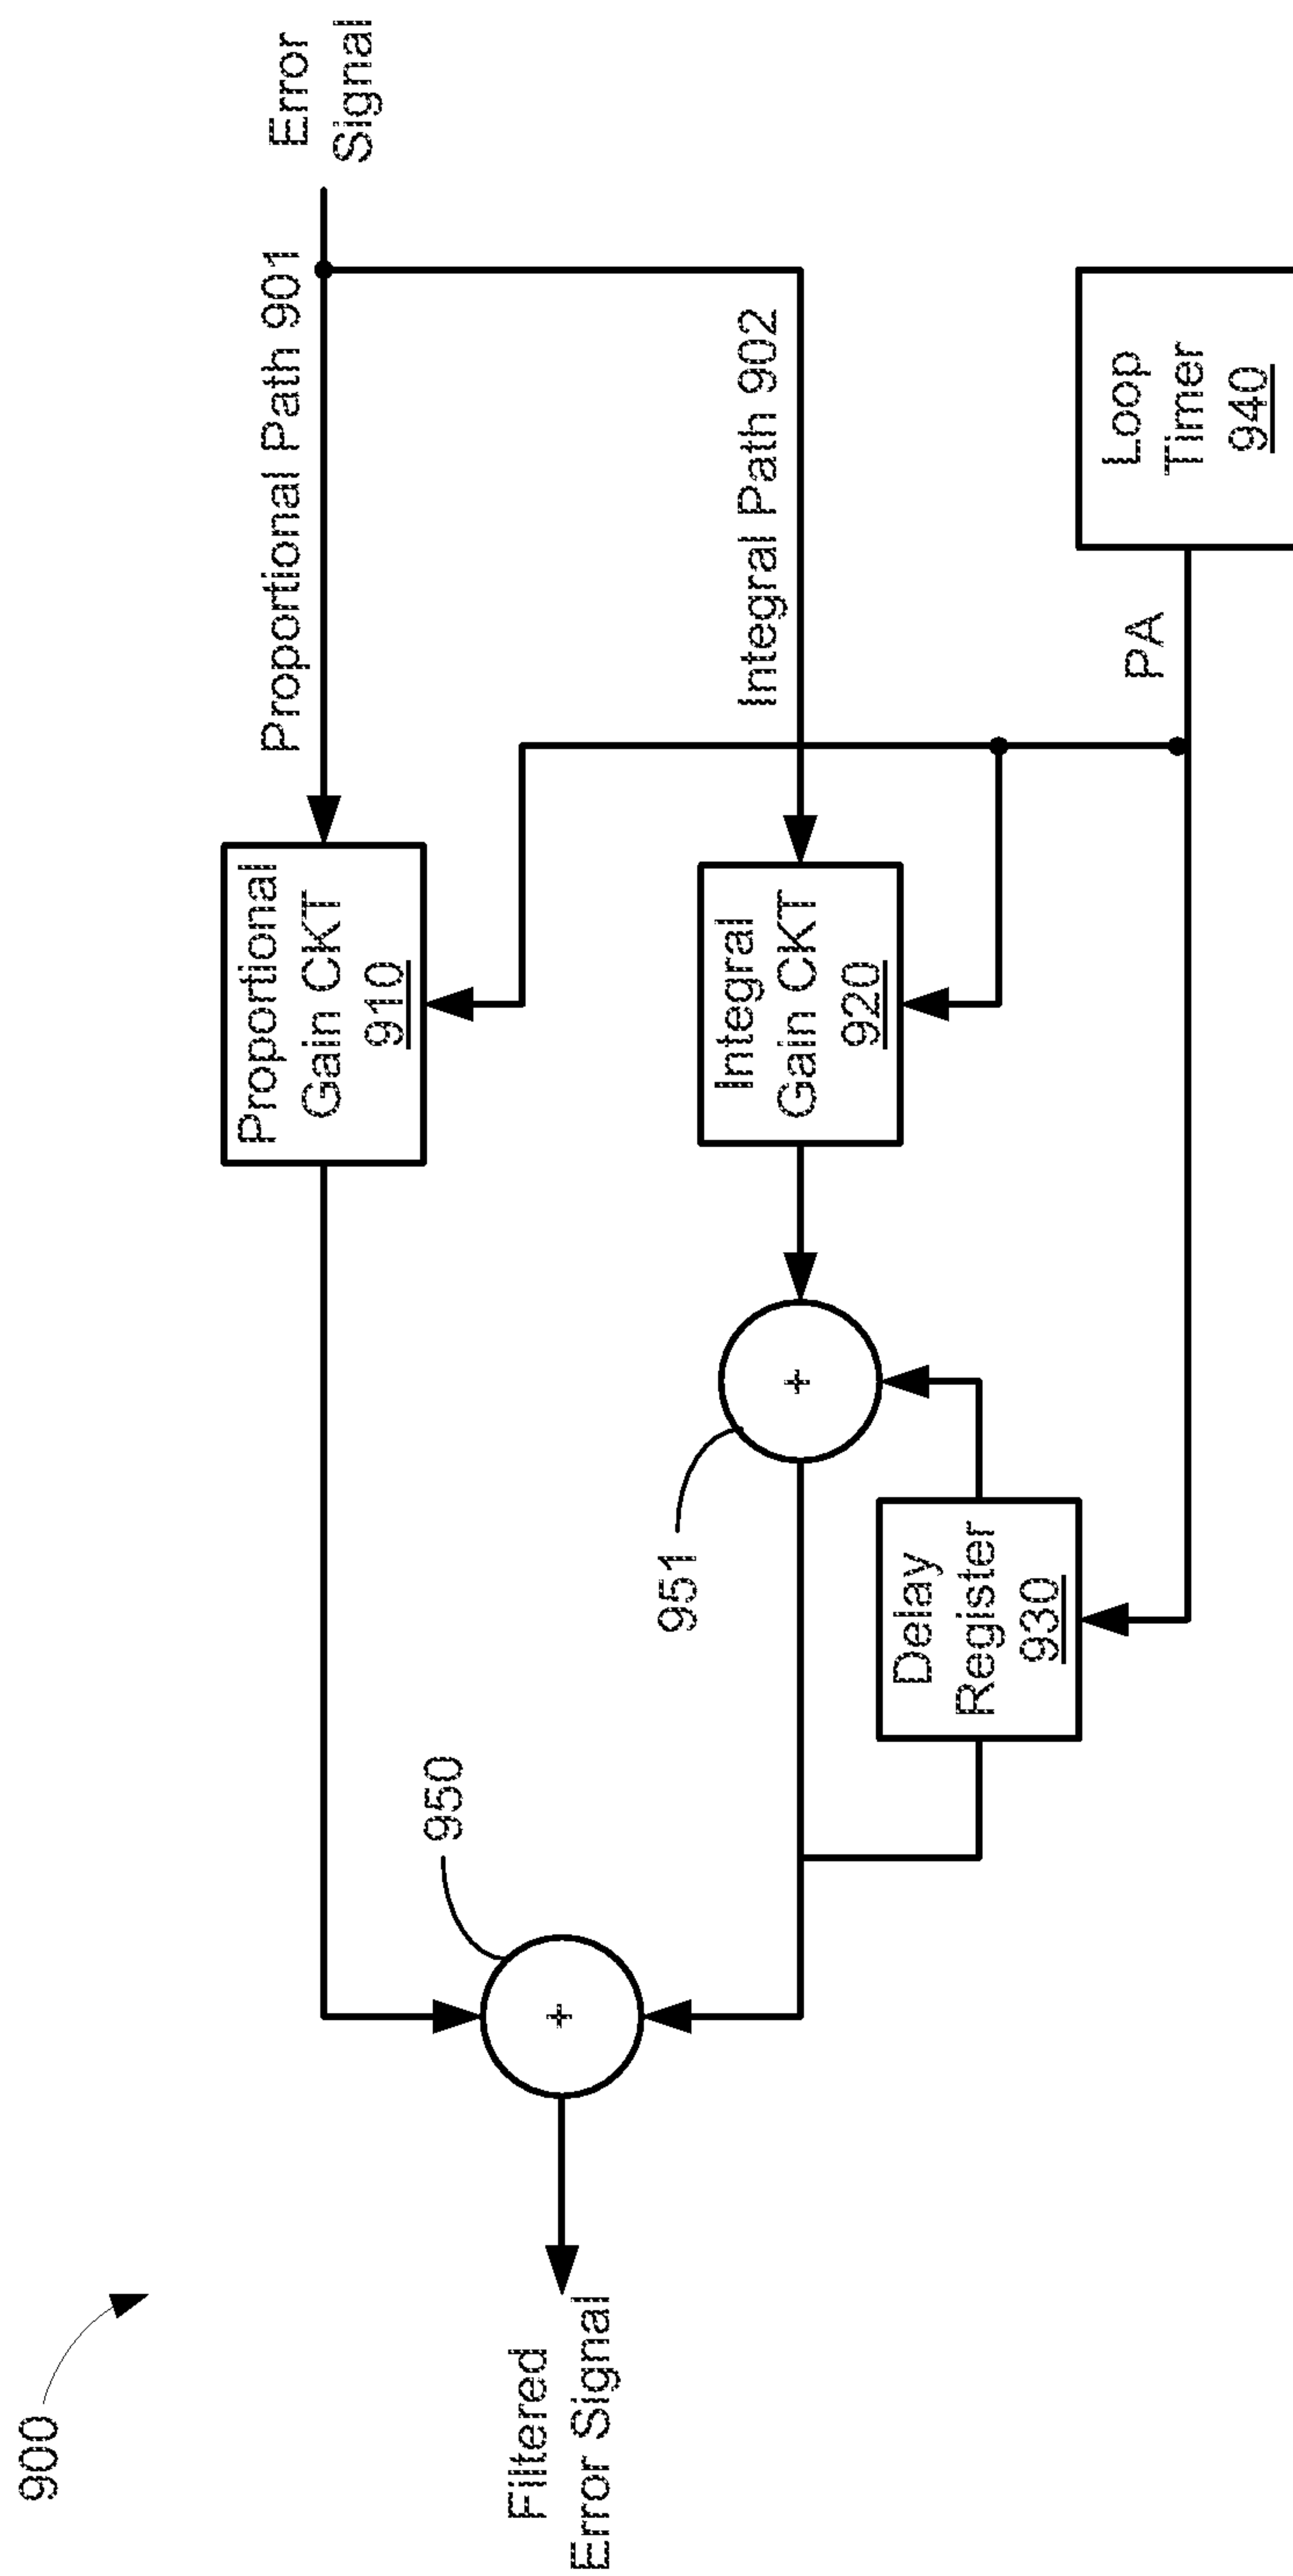 900
Error
Signal
Proportional Path 901
Proportional
Gain CKT
910
Integral Path 902
Integral
Gain CKT
920
+
951
Delay
Register
930
Loop
Timer
940
PA
950
+
Filtered
Error Signal